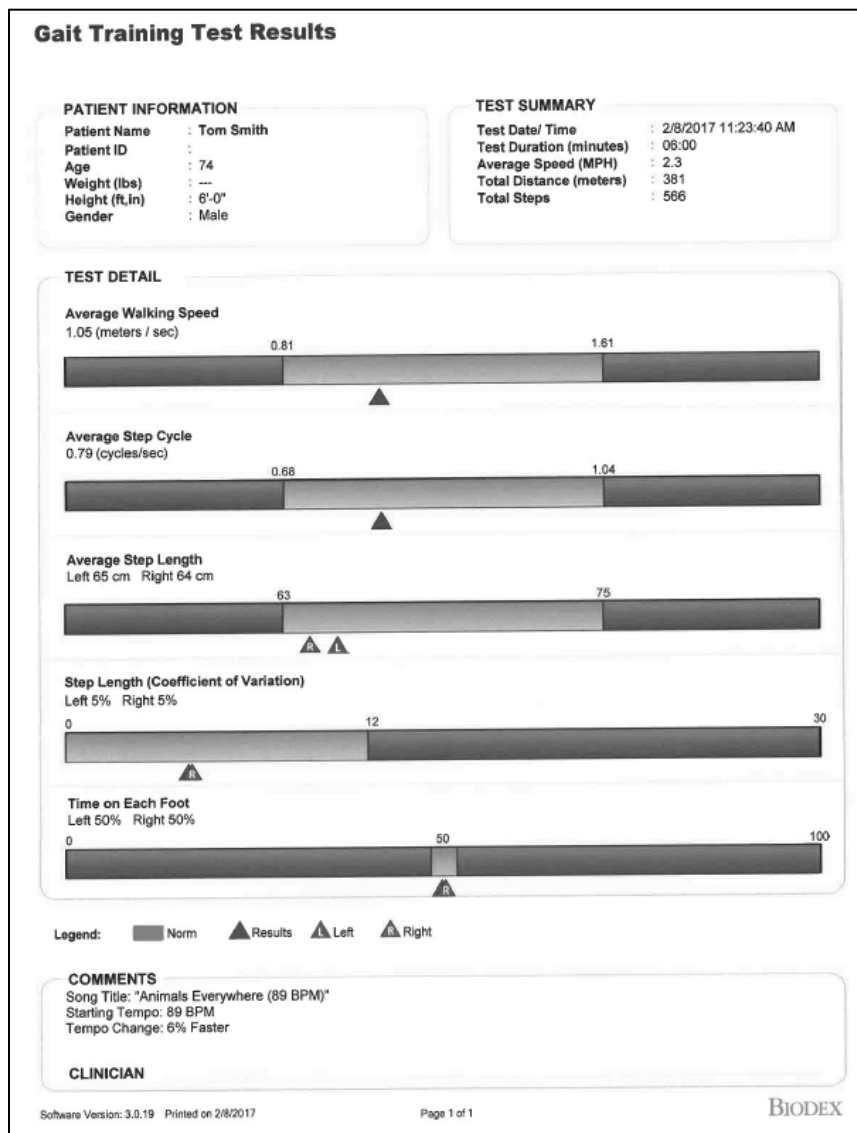 Gait Training Test Results
PATIENT INFORMATION
Patient Name : Tom Smith
Patient ID :
Age : 74
Weight (lbs) : ---
Height (ft,in) : 6'-0"
Gender : Male
TEST SUMMARY
Test Date/ Time : 2/8/2017 11:23:40 AM
Test Duration (minutes) : 06:00
Average Speed (MPH) : 2.3
Total Distance (meters) : 381
Total Steps : 566
TEST DETAIL
Average Walking Speed
1.05 (meters / sec)
0.81 1.61
Average Step Cycle
0.79 (cycles/sec)
0.68 1.04
Average Step Length
Left 65 cm Right 64 cm
63 75
R L
Step Length (Coefficient of Variation)
Left 5% Right 5%
0 12 30
R
Time on Each Foot
Left 50% Right 50%
0 50 100
R
Legend: Norm Results L Left R Right
COMMENTS
Song Title: "Animals Everywhere (89 BPM)"
Starting Tempo: 89 BPM
Tempo Change: 6% Faster
CLINICIAN
Software Version: 3.0.19 Printed on 2/8/2017 Page 1 of 1 BIODEX